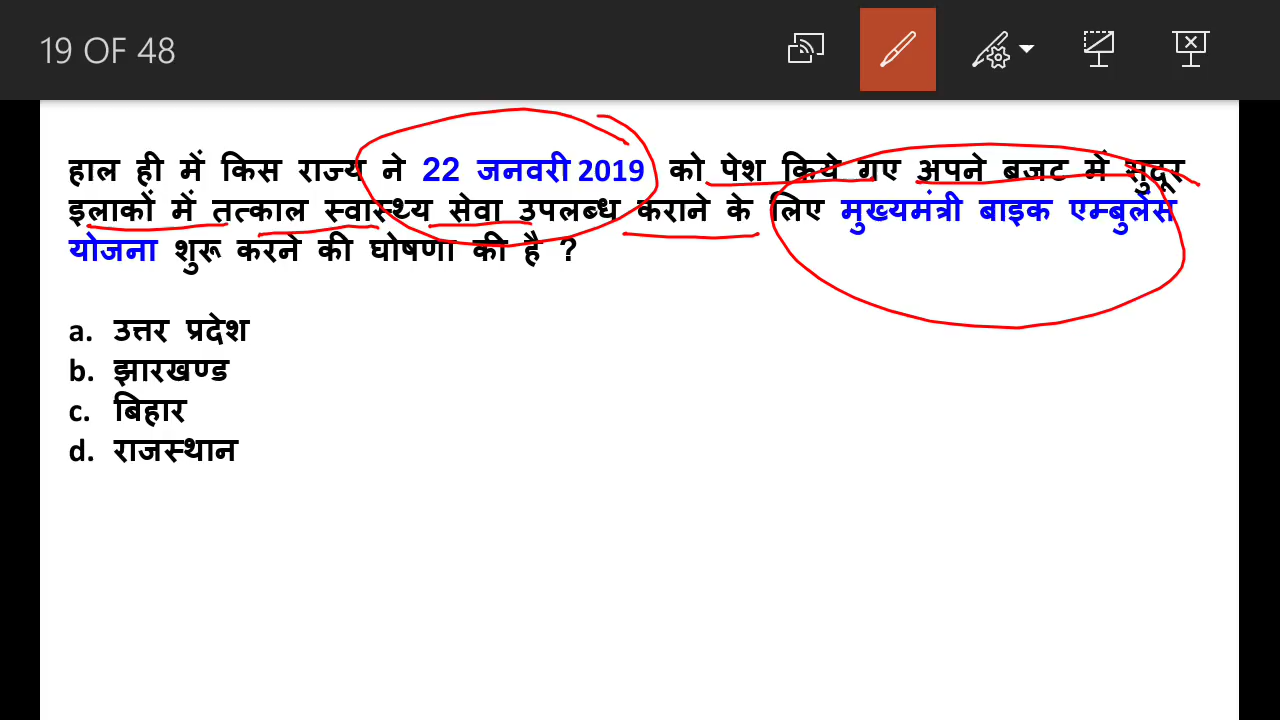 19 OF 48
हाल ही में किस राज्य ने 22 जनवरी 2019 को पेश किये गए अपने बजट में सुदूर
इलाकों में तत्काल स्वास्थ्य सेवा उपलब्ध कराने के लिए मुख्यमंत्री बाइक एम्बुलेंस
योजना शुरू करने की घोषणा की है ?
a. उत्तर प्रदेश
b. झारखण्ड
c. बिहार
d. राजस्थान